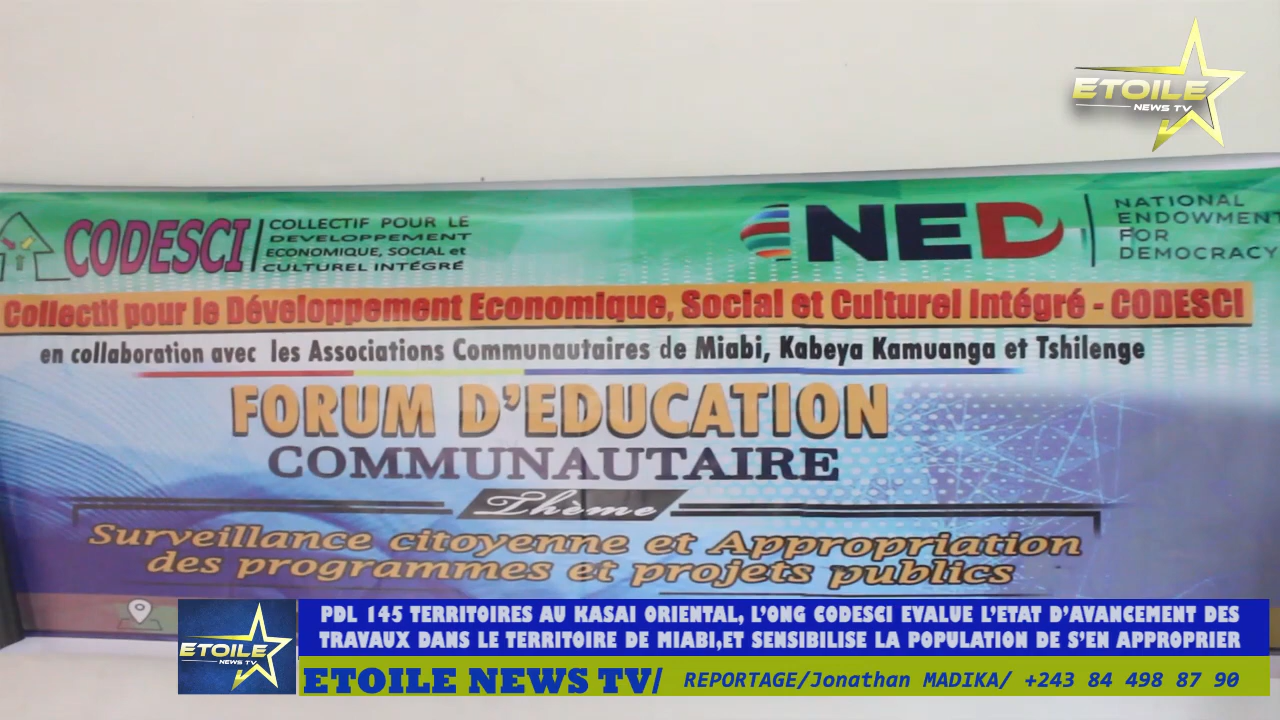 ETOILE
NEWS TV
CODESCI
COLLECTIF POUR LE
DEVELOPPEMENT
ECONOMIQUE, SOCIAL et
CULTUREL INTÉGRÉ
NED
NATIONAL
ENDOWMENT
FOR
DEMOCRACY
Collectif pour le Développement Economique, Social et Culturel Intégré - CODESCI
en collaboration avec les Associations Communautaires de Miabi, Kabeya Kamuanga et Tshilenge
FORUM D'EDUCATION
COMMUNAUTAIRE
Thème
Surveillance citoyenne et Appropriation
des programmes et projets publics
ETOILE
NEWS TV
PDL 145 TERRITOIRES AU KASAI ORIENTAL, L'ONG CODESCI EVALUE L'ETAT D'AVANCEMENT DES
TRAVAUX DANS LE TERRITOIRE DE MIABI,ET SENSIBILISE LA POPULATION DE S'EN APPROPRIER
ETOILE NEWS TV/ REPORTAGE/Jonathan MADIKA/ +243 84 498 87 90